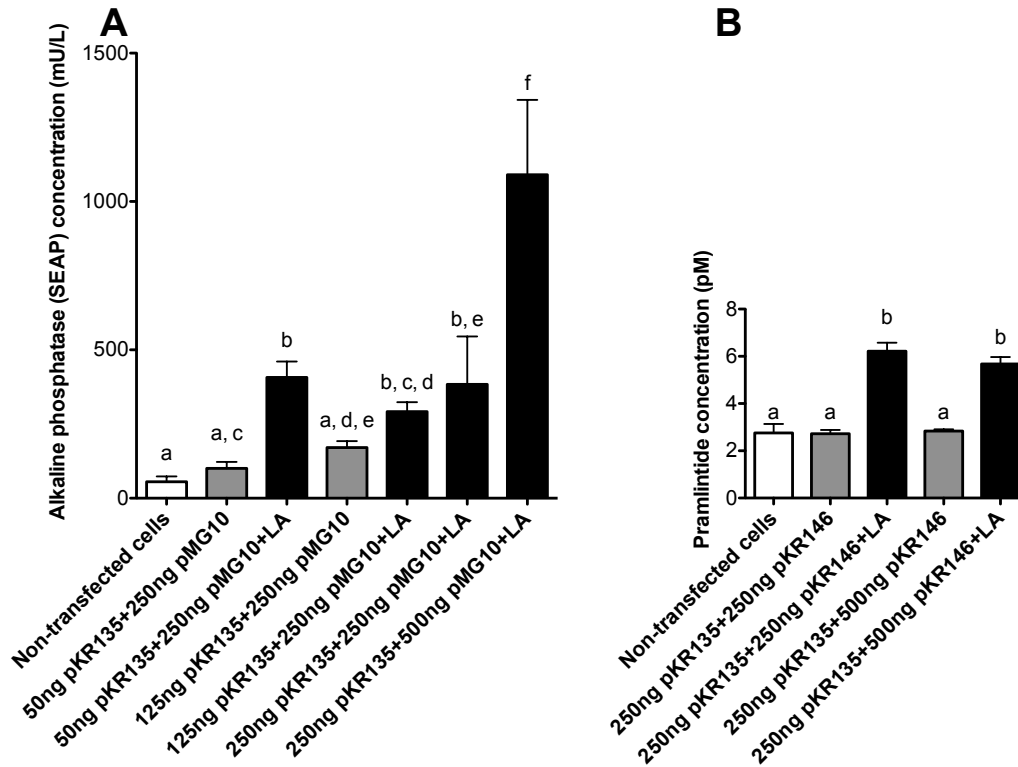 A
Alkaline phosphatase (SEAP) concentration (mU/L)
1500
1000
500
0
a
a, c
b
a, d, e
b, c, d
b, e
f
Non-transfected cells
50ng pKR135+250ng pMG10
50ng pKR135+250ng pMG10+LA
125ng pKR135+250ng pMG10
125ng pKR135+250ng pMG10+LA
250ng pKR135+250ng pMG10+LA
250ng pKR135+500ng pMG10+LA
B
Pramlintide concentration (pM)
8
6
4
2
0
a
a
b
a
b
Non-transfected cells
250ng pKR135+250ng pKR146
250ng pKR135+250ng pKR146+LA
250ng pKR135+500ng pKR146
250ng pKR135+500ng pKR146+LA